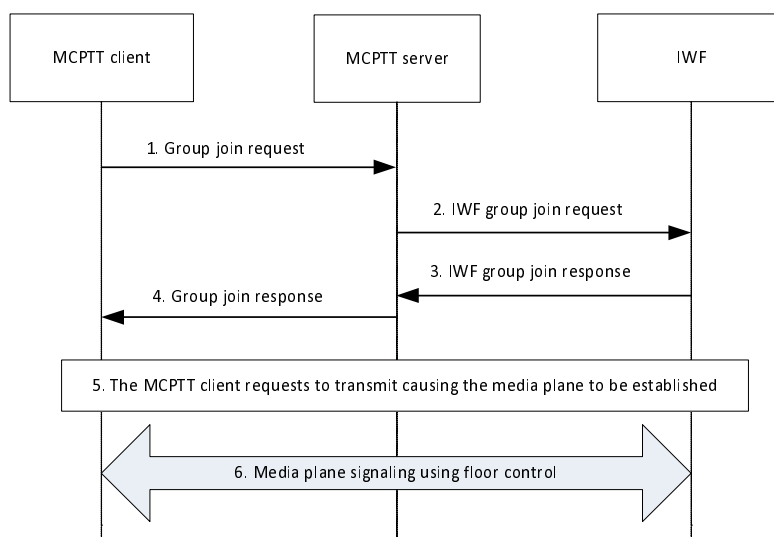 MCPTT client
MCPTT server
IWF
1. Group join request
2. IWF group join request
3. IWF group join response
4. Group join response
5. The MCPTT client requests to transmit causing the media plane to be established
6. Media plane signaling using floor control